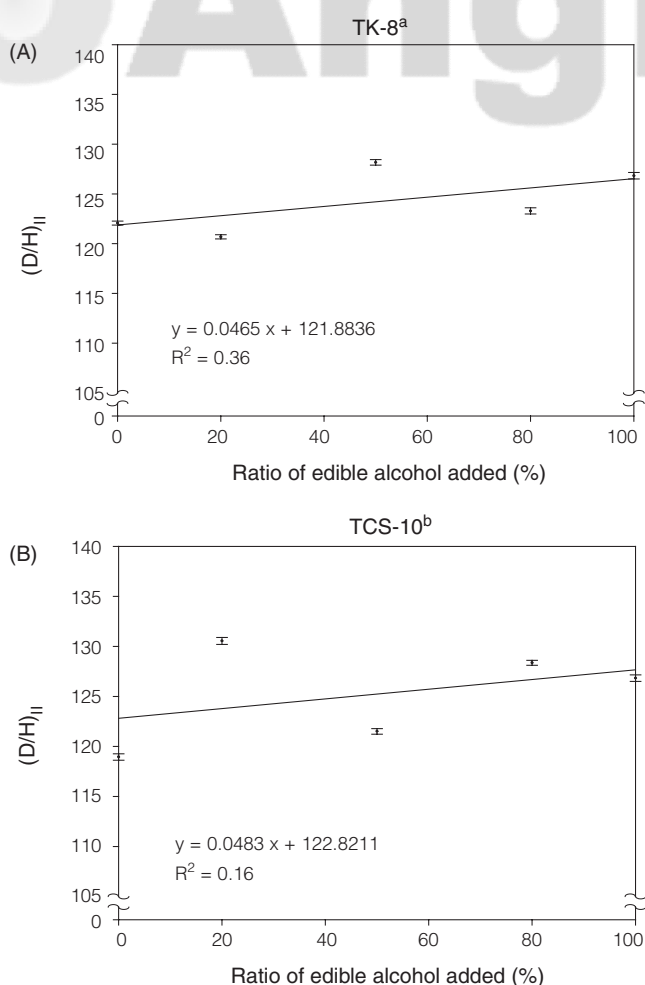 Angl
TK-8ᵃ
(A)
140
135
130
125
120
115
110
105
0
(D/H)II
y = 0.0465 x + 121.8836
R² = 0.36
0 20 40 60 80 100
Ratio of edible alcohol added (%)
TCS-10ᵇ
(B)
140
135
130
125
120
115
110
105
0
(D/H)II
y = 0.0483 x + 122.8211
R² = 0.16
0 20 40 60 80 100
Ratio of edible alcohol added (%)